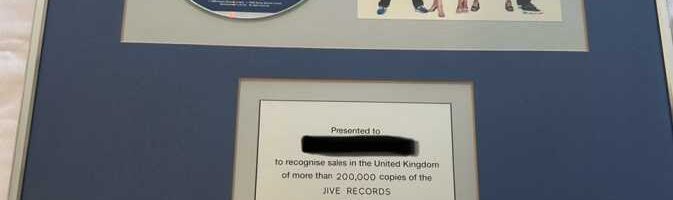 Presented to
to recognise sales in the United Kingdom
of more than 200,000 copies of the
JIVE RECORDS